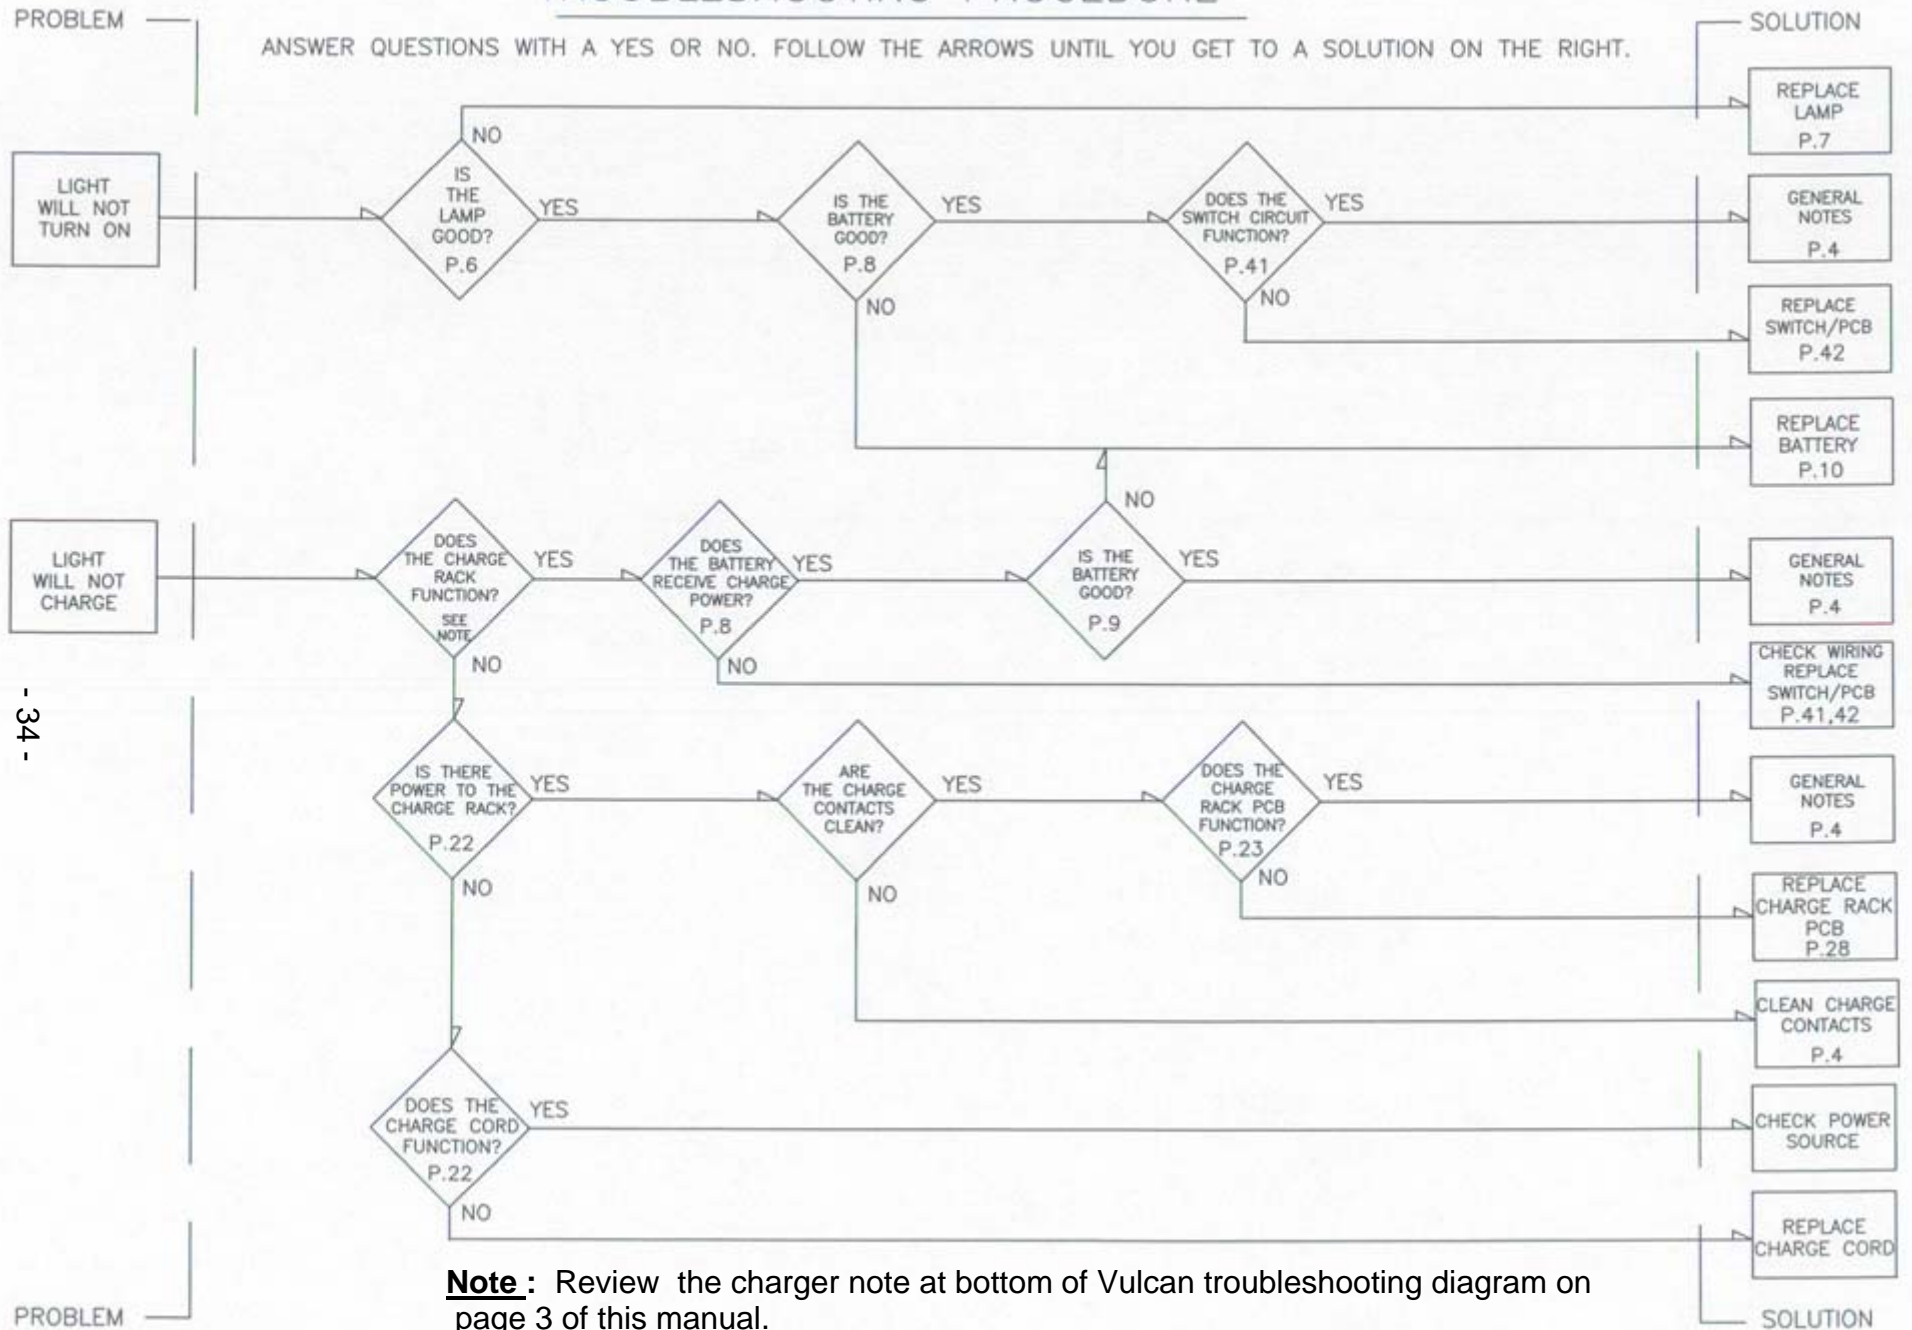 PROBLEM
SOLUTION
ANSWER QUESTIONS WITH A YES OR NO. FOLLOW THE ARROWS UNTIL YOU GET TO A SOLUTION ON THE RIGHT.
LIGHT
WILL NOT
TURN ON
IS
THE
LAMP
GOOD?
P.6
NO
YES
IS THE
BATTERY
GOOD?
P.8
YES
NO
DOES THE
SWITCH CIRCUIT
FUNCTION?
P.41
YES
NO
REPLACE
LAMP
P.7
GENERAL
NOTES
P.4
REPLACE
SWITCH/PCB
P.42
REPLACE
BATTERY
P.10
LIGHT
WILL NOT
CHARGE
DOES
THE CHARGE
RACK
FUNCTION?
SEE
NOTE
YES
NO
DOES
THE BATTERY
RECEIVE CHARGE
POWER?
P.8
YES
NO
IS THE
BATTERY
GOOD?
P.9
NO
YES
GENERAL
NOTES
P.4
CHECK WIRING
REPLACE
SWITCH/PCB
P.41,42
IS THERE
POWER TO THE
CHARGE RACK?
P.22
YES
NO
ARE
THE CHARGE
CONTACTS
CLEAN?
YES
NO
DOES THE
CHARGE
RACK PCB
FUNCTION?
P.23
YES
NO
GENERAL
NOTES
P.4
REPLACE
CHARGE RACK
PCB
P.28
CLEAN CHARGE
CONTACTS
P.4
DOES THE
CHARGE CORD
FUNCTION?
P.22
YES
NO
CHECK POWER
SOURCE
REPLACE
CHARGE CORD
Note : Review the charger note at bottom of Vulcan troubleshooting diagram on
page 3 of this manual.
PROBLEM
SOLUTION
- 34 -